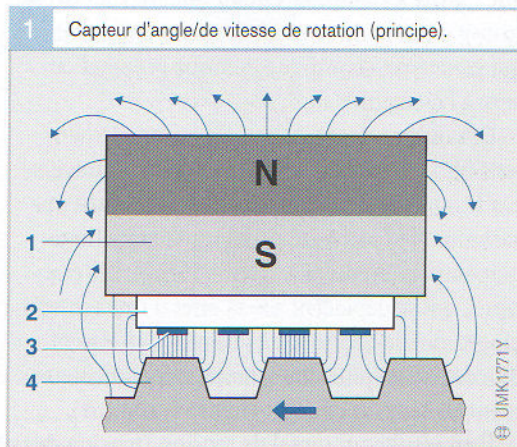 1 Capteur d'angle/de vitesse de rotation (principe).
N
1
S
2
3
4
UMK1771Y